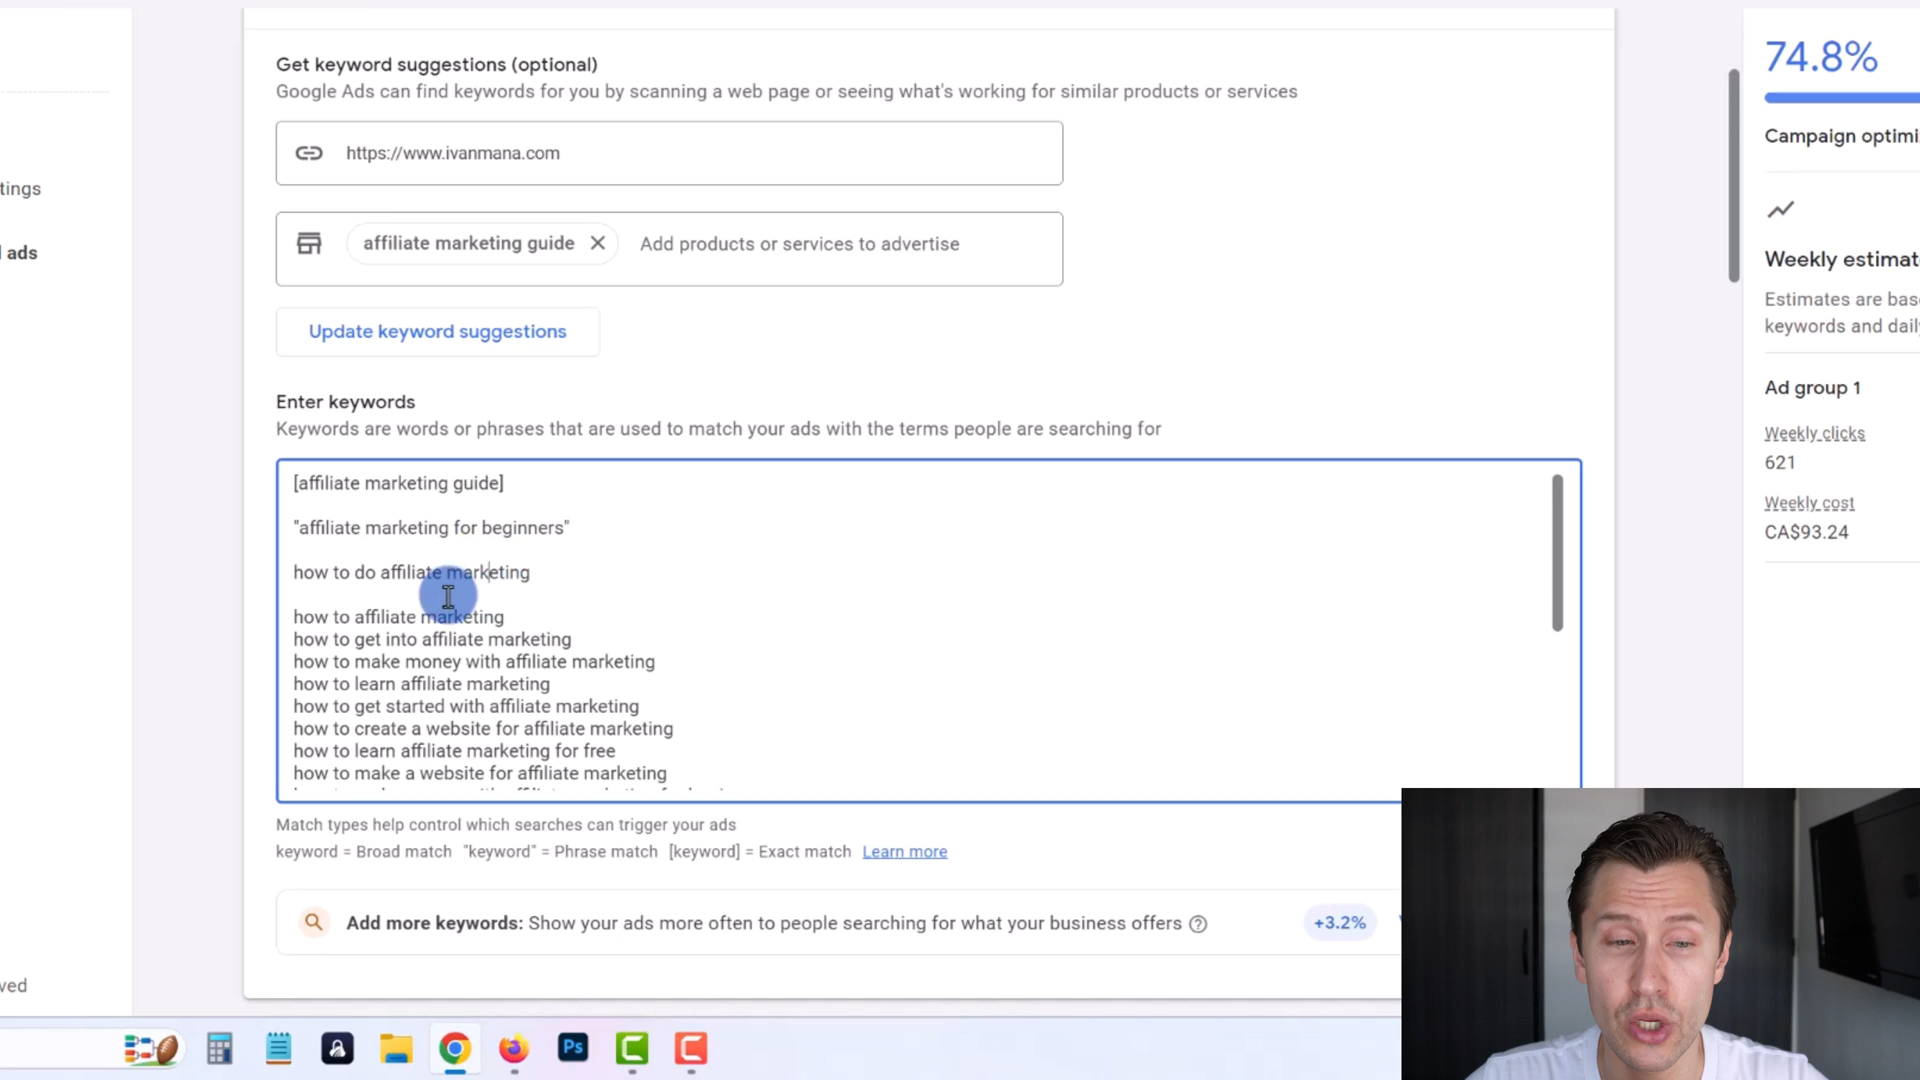 Get keyword suggestions (optional)
Google Ads can find keywords for you by scanning a web page or seeing what's working for similar products or services
https://www.ivanmana.com
affiliate marketing guide
Add products or services to advertise
Update keyword suggestions
Enter keywords
Keywords are words or phrases that are used to match your ads with the terms people are searching for
[affiliate marketing guide]
"affiliate marketing for beginners"
how to do affiliate marketing
how to affiliate marketing
how to get into affiliate marketing
how to make money with affiliate marketing
how to learn affiliate marketing
how to get started with affiliate marketing
how to create a website for affiliate marketing
how to learn affiliate marketing for free
how to make a website for affiliate marketing
Match types help control which searches can trigger your ads
keyword = Broad match "keyword" = Phrase match [keyword] = Exact match Learn more
Add more keywords: Show your ads more often to people searching for what your business offers
+3.2%
tings
ads
ved
74.8%
Campaign optimi
Weekly estimat
Estimates are bas
keywords and daily
Ad group 1
Weekly clicks
621
Weekly cost
CA$93.24
Ps